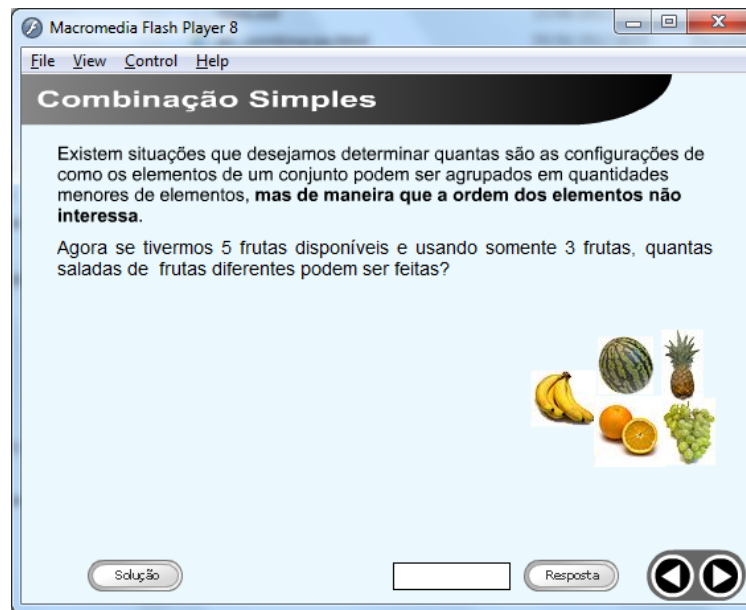 Macromedia Flash Player 8
File View Control Help
Combinação Simples
Existem situações que desejamos determinar quantas são as configurações de
como os elementos de um conjunto podem ser agrupados em quantidades
menores de elementos, mas de maneira que a ordem dos elementos não
interessa.
Agora se tivermos 5 frutas disponíveis e usando somente 3 frutas, quantas
saladas de frutas diferentes podem ser feitas?
Solução
Resposta